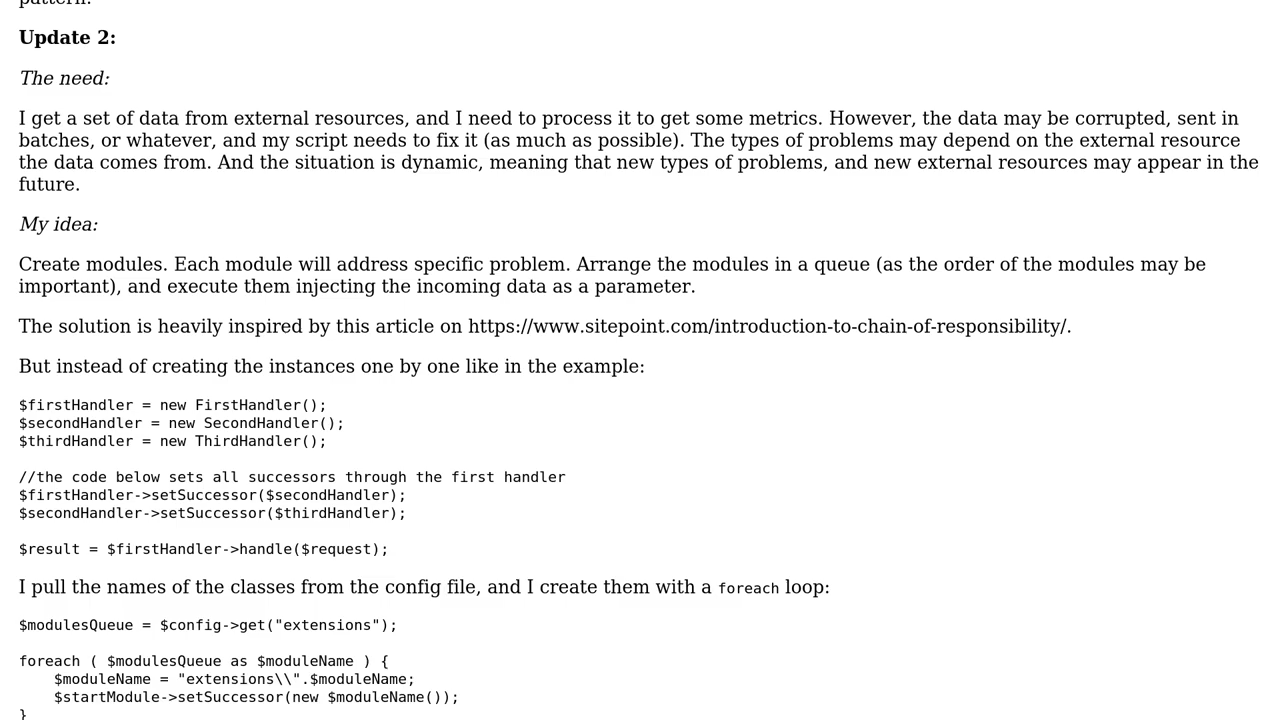 pattern.
Update 2:
The need:
I get a set of data from external resources, and I need to process it to get some metrics. However, the data may be corrupted, sent in
batches, or whatever, and my script needs to fix it (as much as possible). The types of problems may depend on the external resource
the data comes from. And the situation is dynamic, meaning that new types of problems, and new external resources may appear in the
future.
My idea:
Create modules. Each module will address specific problem. Arrange the modules in a queue (as the order of the modules may be
important), and execute them injecting the incoming data as a parameter.
The solution is heavily inspired by this article on https://www.sitepoint.com/introduction-to-chain-of-responsibility/.
But instead of creating the instances one by one like in the example:
$firstHandler = new FirstHandler();
$secondHandler = new SecondHandler();
$thirdHandler = new ThirdHandler();
//the code below sets all successors through the first handler
$firstHandler->setSuccessor($secondHandler);
$secondHandler->setSuccessor($thirdHandler);
$result = $firstHandler->handle($request);
I pull the names of the classes from the config file, and I create them with a foreach loop:
$modulesQueue = $config->get("extensions");
foreach ( $modulesQueue as $moduleName ) {
    $moduleName = "extensions\\".$moduleName;
    $startModule->setSuccessor(new $moduleName());
}